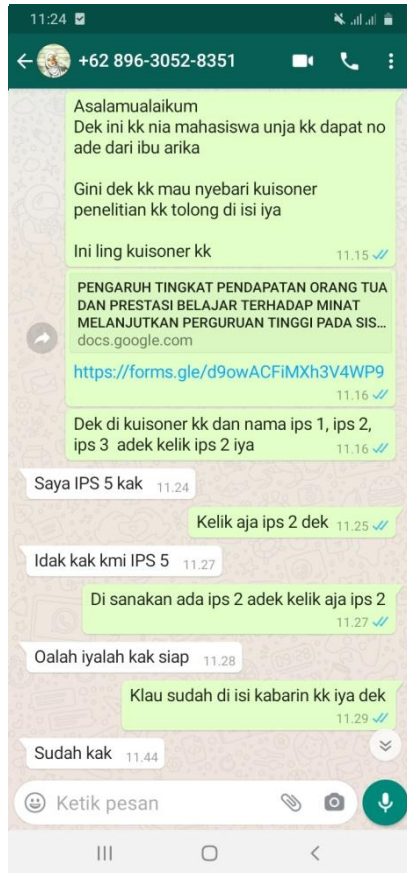 11:24
+62 896-3052-8351
Asalamualaikum
Dek ini kk nia mahasiswa unja kk dapat no
ade dari ibu arika
Gini dek kk mau nyebari kuisoner
penelitian kk tolong di isi iya
Ini ling kuisoner kk
11.15
PENGARUH TINGKAT PENDAPATAN ORANG TUA
DAN PRESTASI BELAJAR TERHADAP MINAT
MELANJUTKAN PERGURUAN TINGGI PADA SIS...
docs.google.com
https://forms.gle/d9owACFiMXh3V4WP9
11.16
Dek di kuisoner kk dan nama ips 1, ips 2,
ips 3 adek kelik ips 2 iya
11.16
Saya IPS 5 kak 11.24
Kelik aja ips 2 dek 11.25
Idak kak kmi IPS 5 11.27
Di sanakan ada ips 2 adek kelik aja ips 2
11.27
Oalah iyalah kak siap 11.28
Klau sudah di isi kabarin kk iya dek
11.29
Sudah kak 11.44
Ketik pesan